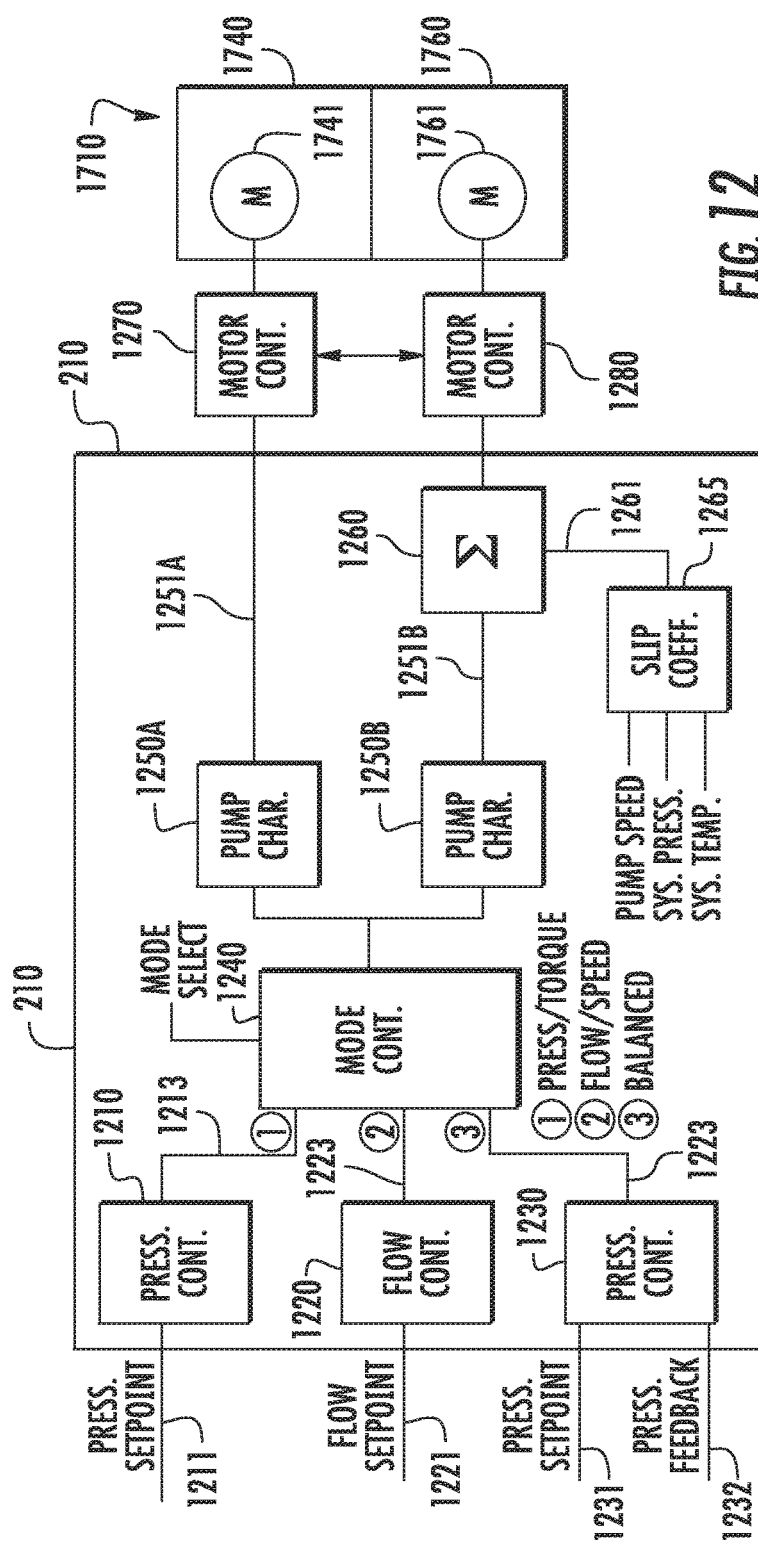 210
210
1710
PRESS.
SETPOINT
1211
1210
PRESS.
CONT.
1213
MODE
SELECT
1240
MODE
CONT.
1
2
3
FLOW
SETPOINT
1221
1220
FLOW
CONT.
1223
PRESS.
SETPOINT
1231
PRESS.
FEEDBACK
1232
1230
PRESS.
CONT.
1223
1 PRESS/TORQUE
2 FLOW/SPEED
3 BALANCED
1250A
PUMP
CHAR.
1251A
1250B
PUMP
CHAR.
1251B
1260
Σ
1261
1265
SLIP
COEFF.
PUMP SPEED
SYS. PRESS.
SYS. TEMP.
1270
MOTOR
CONT.
MOTOR
CONT.
1280
1740
M
1741
1760
M
1761
FIG. 12